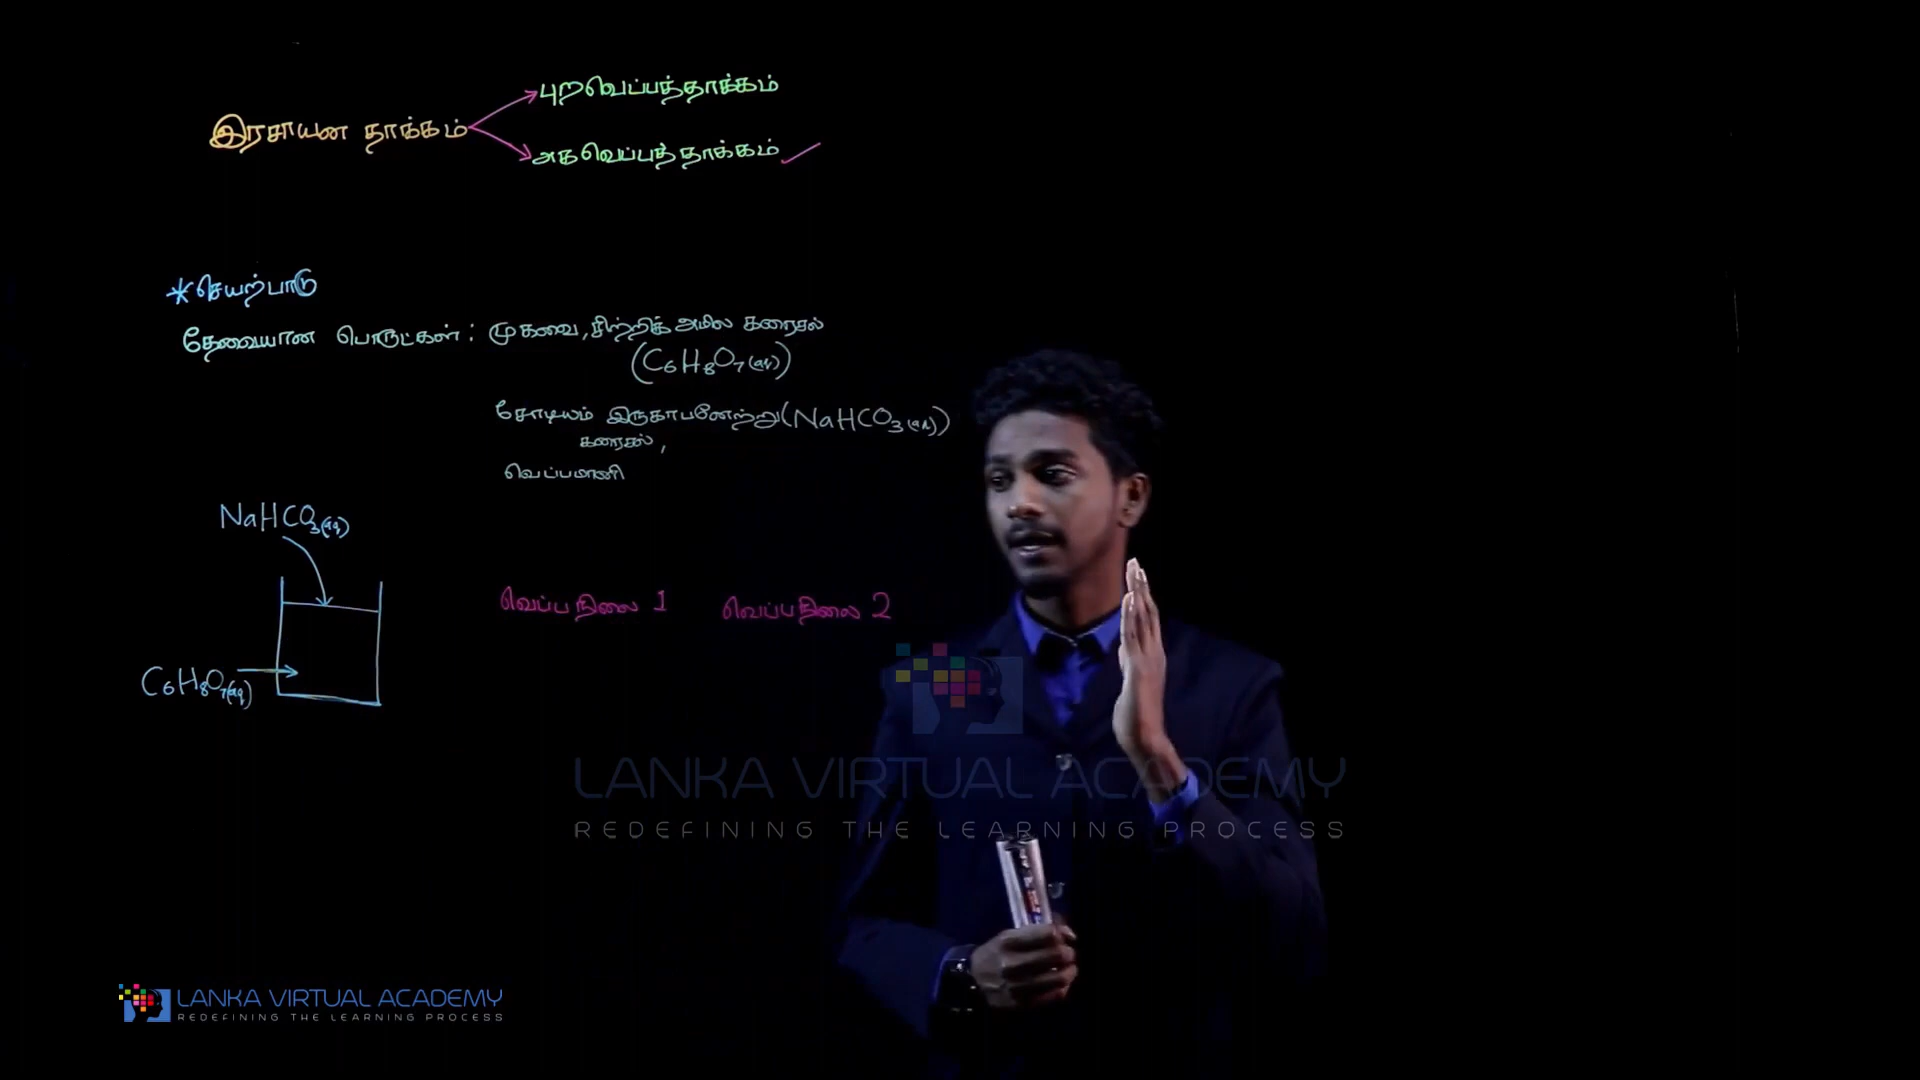 புறவெப்பத்தாக்கம்
இரசாயன தாக்கம்
அகவெப்பத்தாக்கம்
*செயற்பாடு
தேவையான பொருட்கள் : முகவை, சிற்றிக் அமில கரைசல்
(C6H8O7(aq))
சோடியம் இருகாபனேற்று (NaHCO3(aq))
கரைசல்,
வெப்பமானி
NaHCO3(aq)
வெப்பநிலை 1 வெப்பநிலை 2
C6H8O7(aq)
LANKA VIRTUAL ACADEMY
REDEFINING THE LEARNING PROCESS
LANKA VIRTUAL ACADEMY
REDEFINING THE LEARNING PROCESS